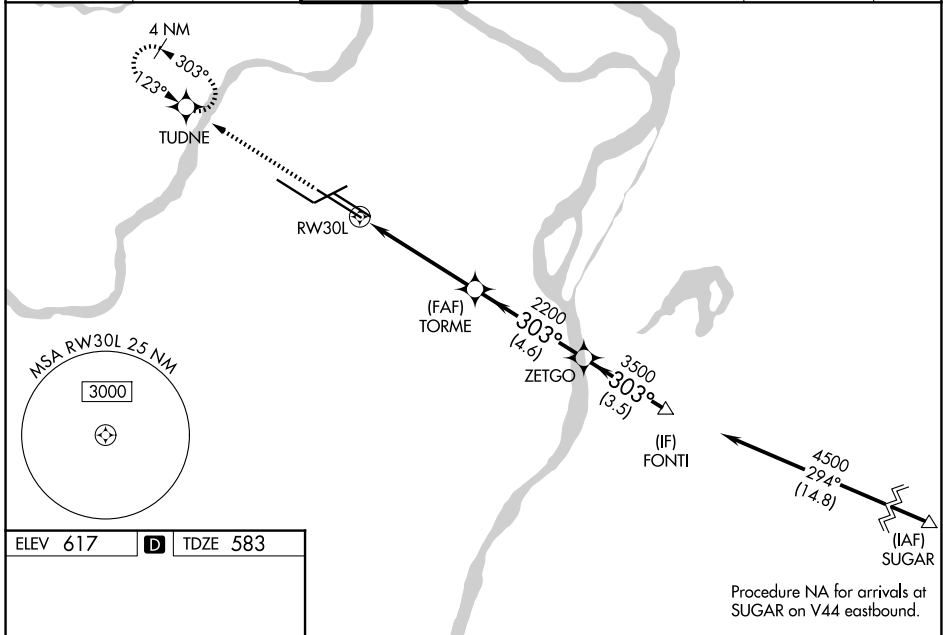 4 NM
303°
123°
TUDNE
RW30L
(FAF)
TORME
2200
303°
(4.6)
ZETGO
3500
303°
(3.5)
(IF)
FONTI
4500
294°
(14.8)
(IAF)
SUGAR
MSA RW30L 25 NM
3000
ELEV 617 D TDZE 583
Procedure NA for arrivals at
SUGAR on V44 eastbound.